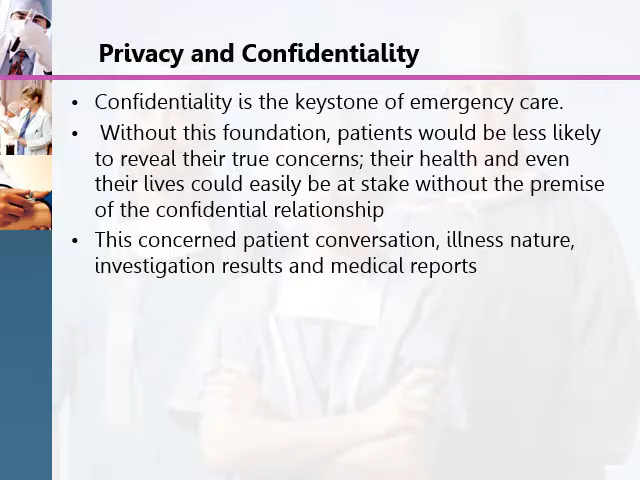 Privacy and Confidentiality
• Confidentiality is the keystone of emergency care.
• Without this foundation, patients would be less likely
to reveal their true concerns; their health and even
their lives could easily be at stake without the premise
of the confidential relationship
• This concerned patient conversation, illness nature,
investigation results and medical reports